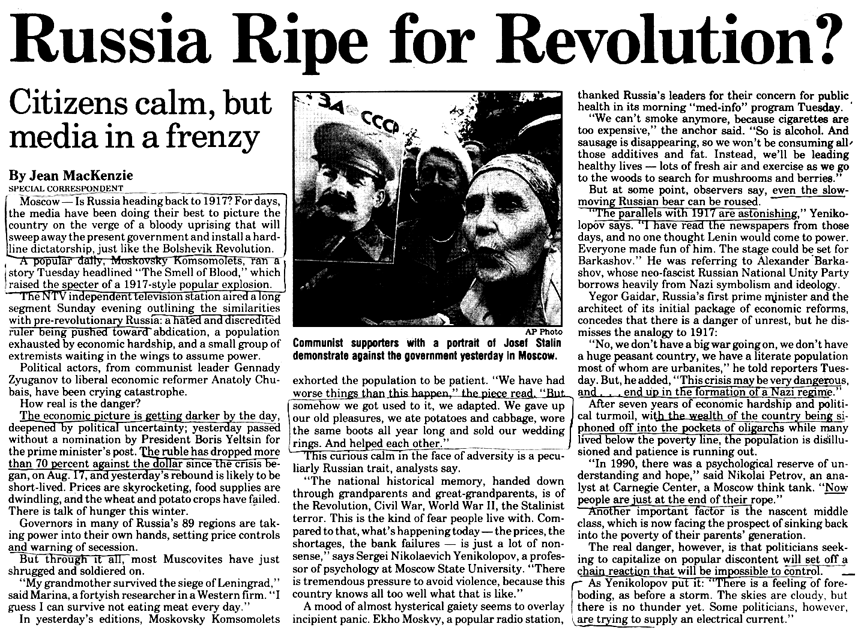 Russia Ripe for Revolution?
Citizens calm, but
media in a frenzy
By Jean MacKenzie
SPECIAL CORRESPONDENT
Moscow — Is Russia heading back to 1917? For days,
the media have been doing their best to picture the
country on the verge of a bloody uprising that will
sweep away the present government and install a hard-
line dictatorship, just like the Bolshevik Revolution.
A popular daily, Moskovsky Komsomolets, ran a
story Tuesday headlined "The Smell of Blood," which
raised the specter of a 1917-style popular explosion.
The NTV independent television station aired a long
segment Sunday evening outlining the similarities
with pre-revolutionary Russia: a hated and discredited
ruler being pushed toward abdication, a population
exhausted by economic hardship, and a small group of
extremists waiting in the wings to assume power.
Political actors, from communist leader Gennady
Zyuganov to liberal economic reformer Anatoly Chu-
bais, have been crying catastrophe.
How real is the danger?
The economic picture is getting darker by the day,
deepened by political uncertainty; yesterday passed
without a nomination by President Boris Yeltsin for
the prime minister's post. The ruble has dropped more
than 70 percent against the dollar since the crisis be-
gan, on Aug. 17, and yesterday's rebound is likely to be
short-lived. Prices are skyrocketing, food supplies are
dwindling, and the wheat and potato crops have failed.
There is talk of hunger this winter.
Governors in many of Russia's 89 regions are tak-
ing power into their own hands, setting price controls
and warning of secession.
But through it all, most Muscovites have just
shrugged and soldiered on.
"My grandmother survived the siege of Leningrad,"
said Marina, a fortyish researcher in a Western firm. "I
guess I can survive not eating meat every day."
In yesterday's editions, Moskovsky Komsomolets
ЗА СССР
AP Photo
Communist supporters with a portrait of Josef Stalin
demonstrate against the government yesterday in Moscow.
exhorted the population to be patient. "We have had
worse things than this happen," the piece read. "But
somehow we got used to it, we adapted. We gave up
our old pleasures, we ate potatoes and cabbage, wore
the same boots all year long and sold our wedding
rings. And helped each other."
This curious calm in the face of adversity is a pecu-
liarly Russian trait, analysts say.
"The national historical memory, handed down
through grandparents and great-grandparents, is of
the Revolution, Civil War, World War II, the Stalinist
terror. This is the kind of fear people live with. Com-
pared to that, what's happening today — the prices, the
shortages, the bank failures — is just a lot of non-
sense," says Sergei Nikolaevich Yenikolopov, a profes-
sor of psychology at Moscow State University. "There
is tremendous pressure to avoid violence, because this
country knows all too well what that is like."
A mood of almost hysterical gaiety seems to overlay
incipient panic. Ekho Moskvy, a popular radio station,
thanked Russia's leaders for their concern for public
health in its morning "med-info" program Tuesday.
"We can't smoke anymore, because cigarettes are
too expensive," the anchor said. "So is alcohol. And
sausage is disappearing, so we won't be consuming all
those additives and fat. Instead, we'll be leading
healthy lives — lots of fresh air and exercise as we go
to the woods to search for mushrooms and berries."
But at some point, observers say, even the slow-
moving Russian bear can be roused.
"The parallels with 1917 are astonishing," Yeniko-
lopov says. "I have read the newspapers from those
days, and no one thought Lenin would come to power.
Everyone made fun of him. The stage could be set for
Barkashov." He was referring to Alexander Barka-
shov, whose neo-fascist Russian National Unity Party
borrows heavily from Nazi symbolism and ideology.
Yegor Gaidar, Russia's first prime minister and the
architect of its initial package of economic reforms,
concedes that there is a danger of unrest, but he dis-
misses the analogy to 1917:
"No, we don't have a big war going on, we don't have
a huge peasant country, we have a literate population
most of whom are urbanites," he told reporters Tues-
day. But, he added, "This crisis may be very dangerous,
and . . . end up in the formation of a Nazi regime."
After seven years of economic hardship and politi-
cal turmoil, with the wealth of the country being si-
phoned off into the pockets of oligarchs while many
lived below the poverty line, the population is disillu-
sioned and patience is running out.
"In 1990, there was a psychological reserve of un-
derstanding and hope," said Nikolai Petrov, an ana-
lyst at Carnegie Center, a Moscow think tank. "Now
people are just at the end of their rope."
Another important factor is the nascent middle
class, which is now facing the prospect of sinking back
into the poverty of their parents' generation.
The real danger, however, is that politicians seek-
ing to capitalize on popular discontent will set off a
chain reaction that will be impossible to control.
As Yenikolopov put it: "There is a feeling of fore-
boding, as before a storm. The skies are cloudy, but
there is no thunder yet. Some politicians, however,
are trying to supply an electrical current."